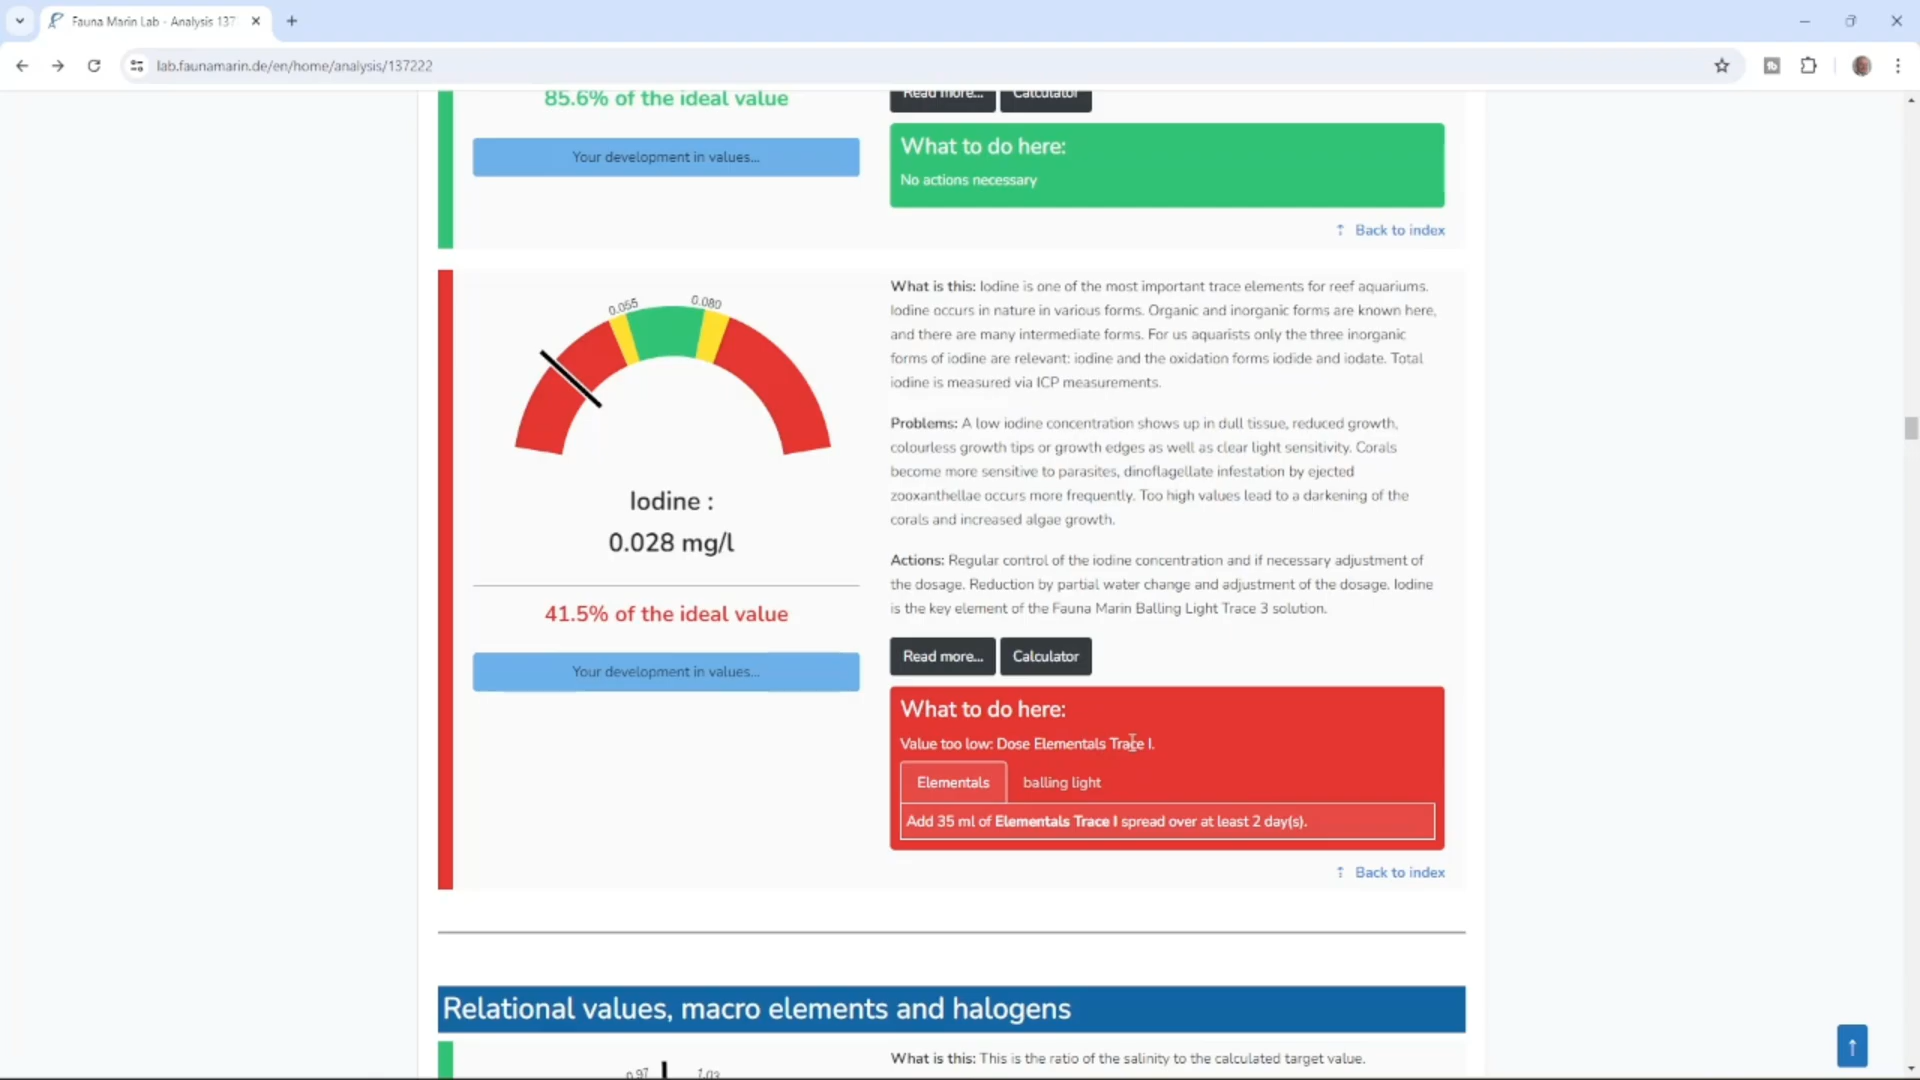 Fauna Marin Lab - Analysis 137
lab.faunamarin.de/en/home/analysis/137222
85.6% of the ideal value
Your development in values...
Read more...
Calculator
What to do here:
No actions necessary
↑ Back to index
0.055
0.080
Iodine :
0.028 mg/l
41.5% of the ideal value
Your development in values...
What is this: Iodine is one of the most important trace elements for reef aquariums.
Iodine occurs in nature in various forms. Organic and inorganic forms are known here,
and there are many intermediate forms. For us aquarists only the three inorganic
forms of iodine are relevant: iodine and the oxidation forms iodide and iodate. Total
iodine is measured via ICP measurements.
Problems: A low iodine concentration shows up in dull tissue, reduced growth,
colourless growth tips or growth edges as well as clear light sensitivity. Corals
become more sensitive to parasites, dinoflagellate infestation by ejected
zooxanthellae occurs more frequently. Too high values lead to a darkening of the
corals and increased algae growth.
Actions: Regular control of the iodine concentration and if necessary adjustment of
the dosage. Reduction by partial water change and adjustment of the dosage. Iodine
is the key element of the Fauna Marin Balling Light Trace 3 solution.
Read more...
Calculator
What to do here:
Value too low: Dose Elementals Trace I.
Elementals
balling light
Add 35 ml of Elementals Trace I spread over at least 2 day(s).
↑ Back to index
Relational values, macro elements and halogens
0.97
1.03
What is this: This is the ratio of the salinity to the calculated target value.